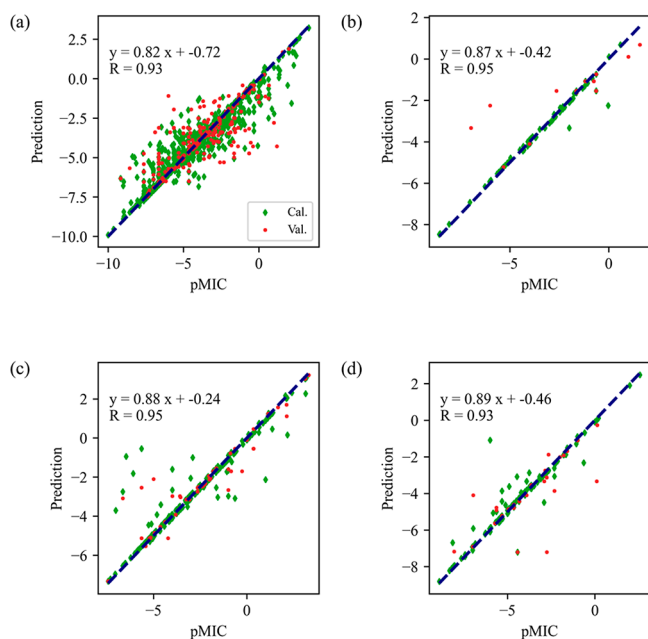 (a)
2.5
0.0
−2.5
−5.0
−7.5
−10.0
Prediction
y = 0.82 x + -0.72
R = 0.93
Cal.
Val.
−10
−5
0
pMIC
(b)
2
0
−2
−4
−6
−8
Prediction
y = 0.87 x + -0.42
R = 0.95
−5
0
pMIC
(c)
2
0
−2
−4
−6
Prediction
y = 0.88 x + -0.24
R = 0.95
−5
0
pMIC
(d)
2
0
−2
−4
−6
−8
Prediction
y = 0.89 x + -0.46
R = 0.93
−5
0
pMIC